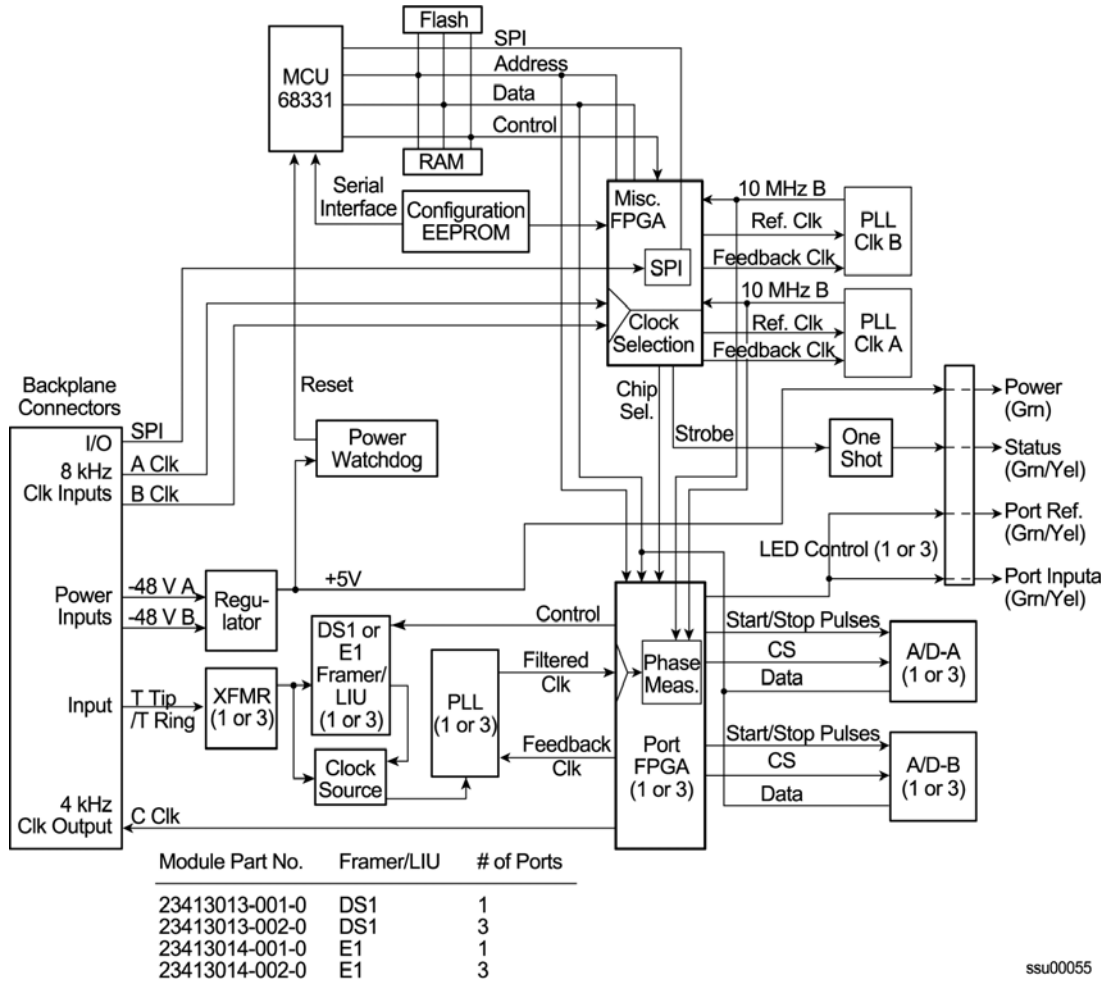 Flash
SPI
MCU
68331
Address
Data
Control
RAM
Serial
Interface
Configuration
EEPROM
Misc.
FPGA
SPI
Clock
Selection
10 MHz B
Ref. Clk
Feedback Clk
PLL
Clk B
10 MHz B
Ref. Clk
Feedback Clk
PLL
Clk A
Backplane
Connectors
Reset
Chip
Sel.
Strobe
Power
(Grn)
I/O
SPI
8 kHz
Clk Inputs
A Clk
B Clk
Power
Watchdog
One
Shot
Status
(Grn/Yel)
Port Ref.
(Grn/Yel)
LED Control (1 or 3)
Port Inputa
(Grn/Yel)
Power
Inputs
-48 V A
-48 V B
Regu-
lator
+5V
Control
DS1 or
E1
Framer/
LIU
(1 or 3)
Input
T Tip
/T Ring
XFMR
(1 or 3)
PLL
(1 or 3)
Filtered
Clk
Feedback
Clk
Clock
Source
Phase
Meas.
Port
FPGA
(1 or 3)
Start/Stop Pulses
CS
Data
A/D-A
(1 or 3)
Start/Stop Pulses
CS
Data
A/D-B
(1 or 3)
4 kHz
Clk Output
C Clk
Module Part No. Framer/LIU # of Ports
23413013-001-0 DS1 1
23413013-002-0 DS1 3
23413014-001-0 E1 1
23413014-002-0 E1 3
ssu00055